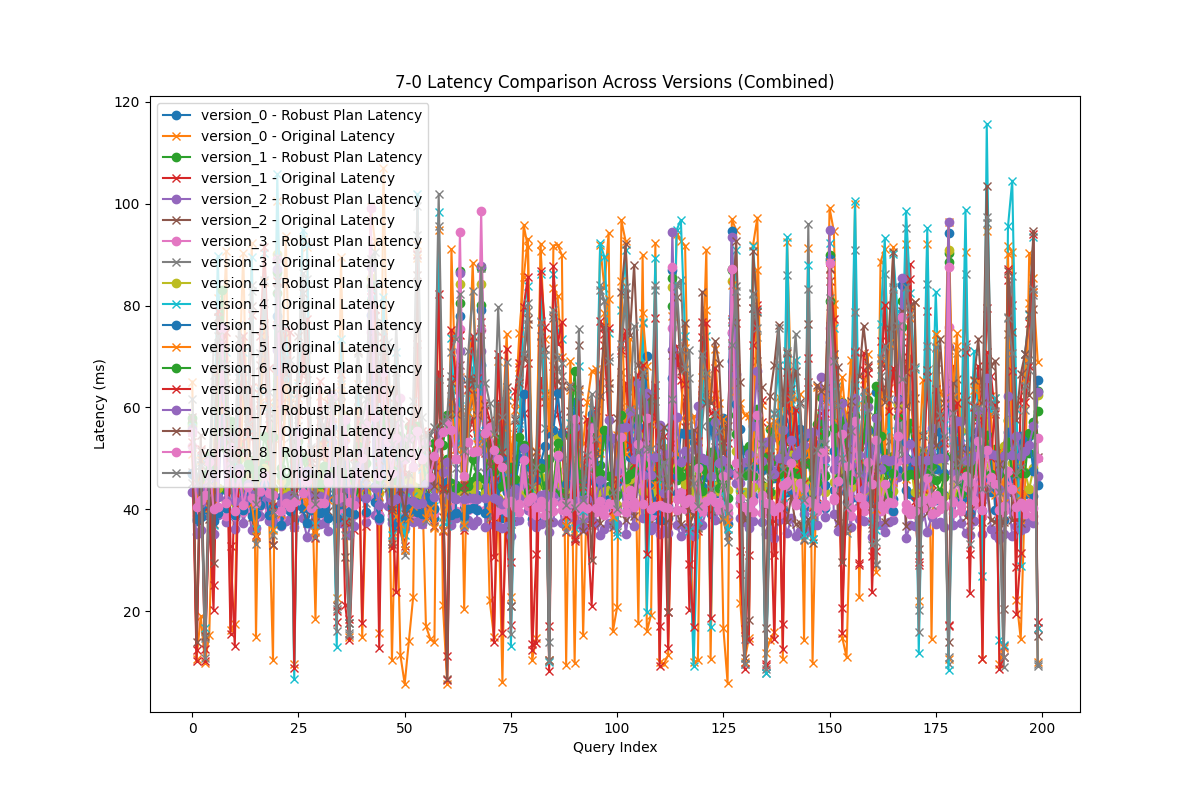 7-0 Latency Comparison Across Versions (Combined)
120
100
80
60
40
20
Latency (ms)
version_0 - Robust Plan Latency
version_0 - Original Latency
version_1 - Robust Plan Latency
version_1 - Original Latency
version_2 - Robust Plan Latency
version_2 - Original Latency
version_3 - Robust Plan Latency
version_3 - Original Latency
version_4 - Robust Plan Latency
version_4 - Original Latency
version_5 - Robust Plan Latency
version_5 - Original Latency
version_6 - Robust Plan Latency
version_6 - Original Latency
version_7 - Robust Plan Latency
version_7 - Original Latency
version_8 - Robust Plan Latency
version_8 - Original Latency
0 25 50 75 100 125 150 175 200
Query Index